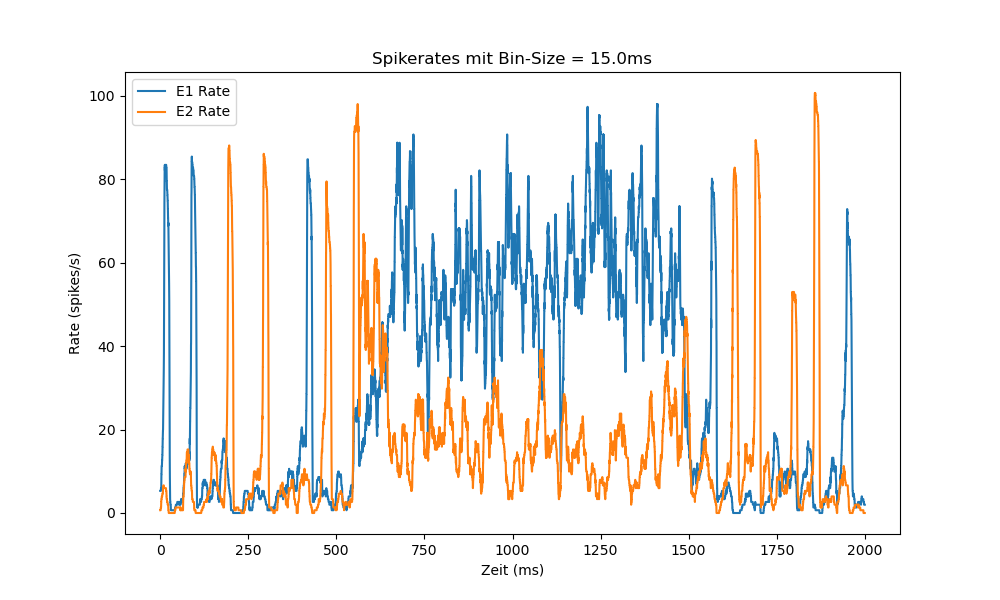 Spikerates mit Bin-Size = 15.0ms
E1 Rate
E2 Rate
Rate (spikes/s)
100
80
60
40
20
0
0 250 500 750 1000 1250 1500 1750 2000
Zeit (ms)